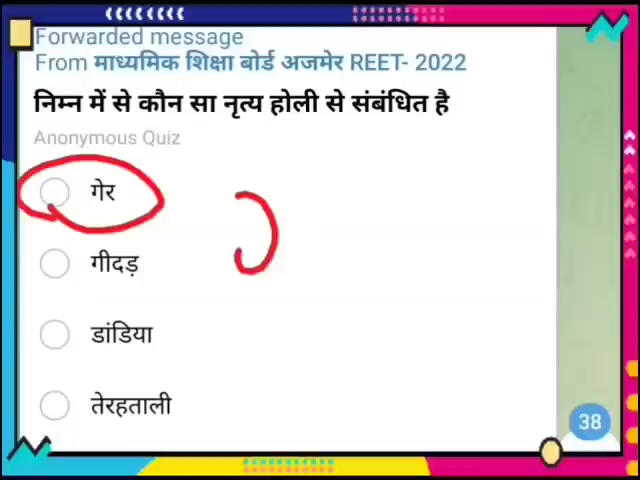 Forwarded message
From माध्यमिक शिक्षा बोर्ड अजमेर REET- 2022
निम्न में से कौन सा नृत्य होली से संबंधित है
Anonymous Quiz
गेर
गीदड़
डांडिया
तेरहताली
38